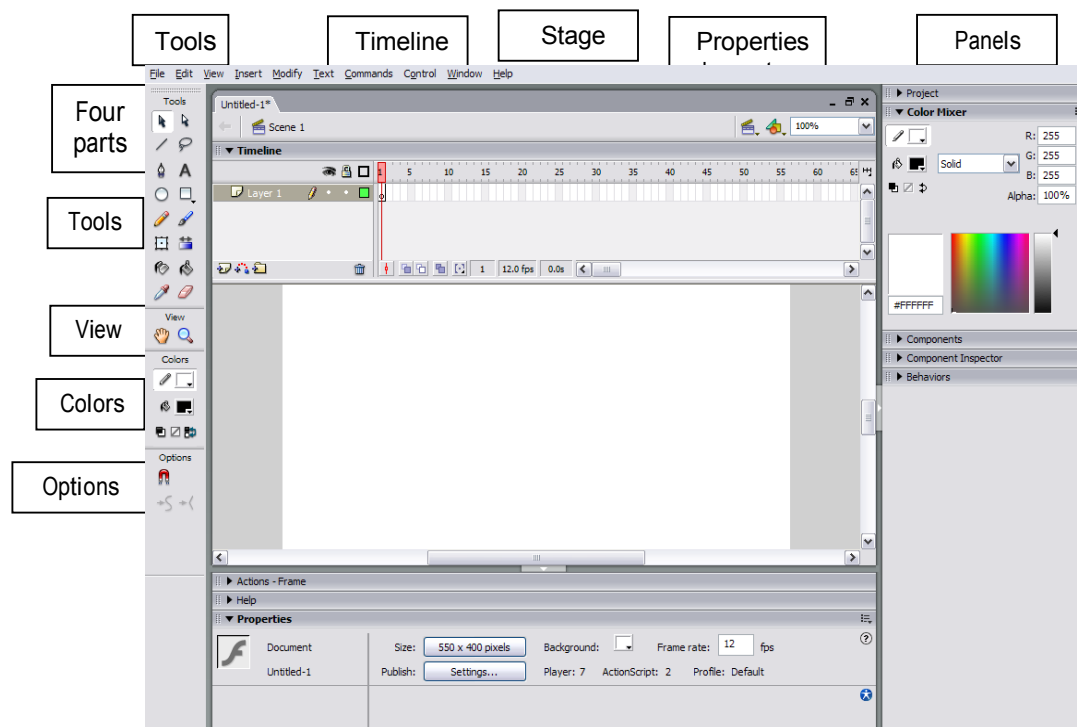 Tools
Timeline
Stage
Properties
Panels
File Edit View Insert Modify Text Commands Control Window Help
Four
parts
Tools
View
Colors
Options
Tools
View
Colors
Options
Untitled-1*
Scene 1
100%
Timeline
1 5 10 15 20 25 30 35 40 45 50 55 60
Layer 1
1 12.0 fps 0.0s
Project
Color Mixer
R: 255
Solid
G: 255
B: 255
Alpha: 100%
#FFFFFF
Components
Component Inspector
Behaviors
Actions - Frame
Help
Properties
Document
Size: 550 x 400 pixels
Background:
Frame rate: 12 fps
Untitled-1
Publish: Settings...
Player: 7 ActionScript: 2 Profile: Default